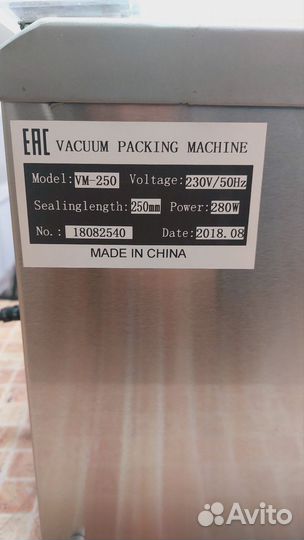 EAC VACUUM PACKING MACHINE
Model: VM-250 Voltage: 230V/50Hz
Sealinglength: 250mm Power: 280W
No.: 18082540 Date: 2018.08
MADE IN CHINA
Avito